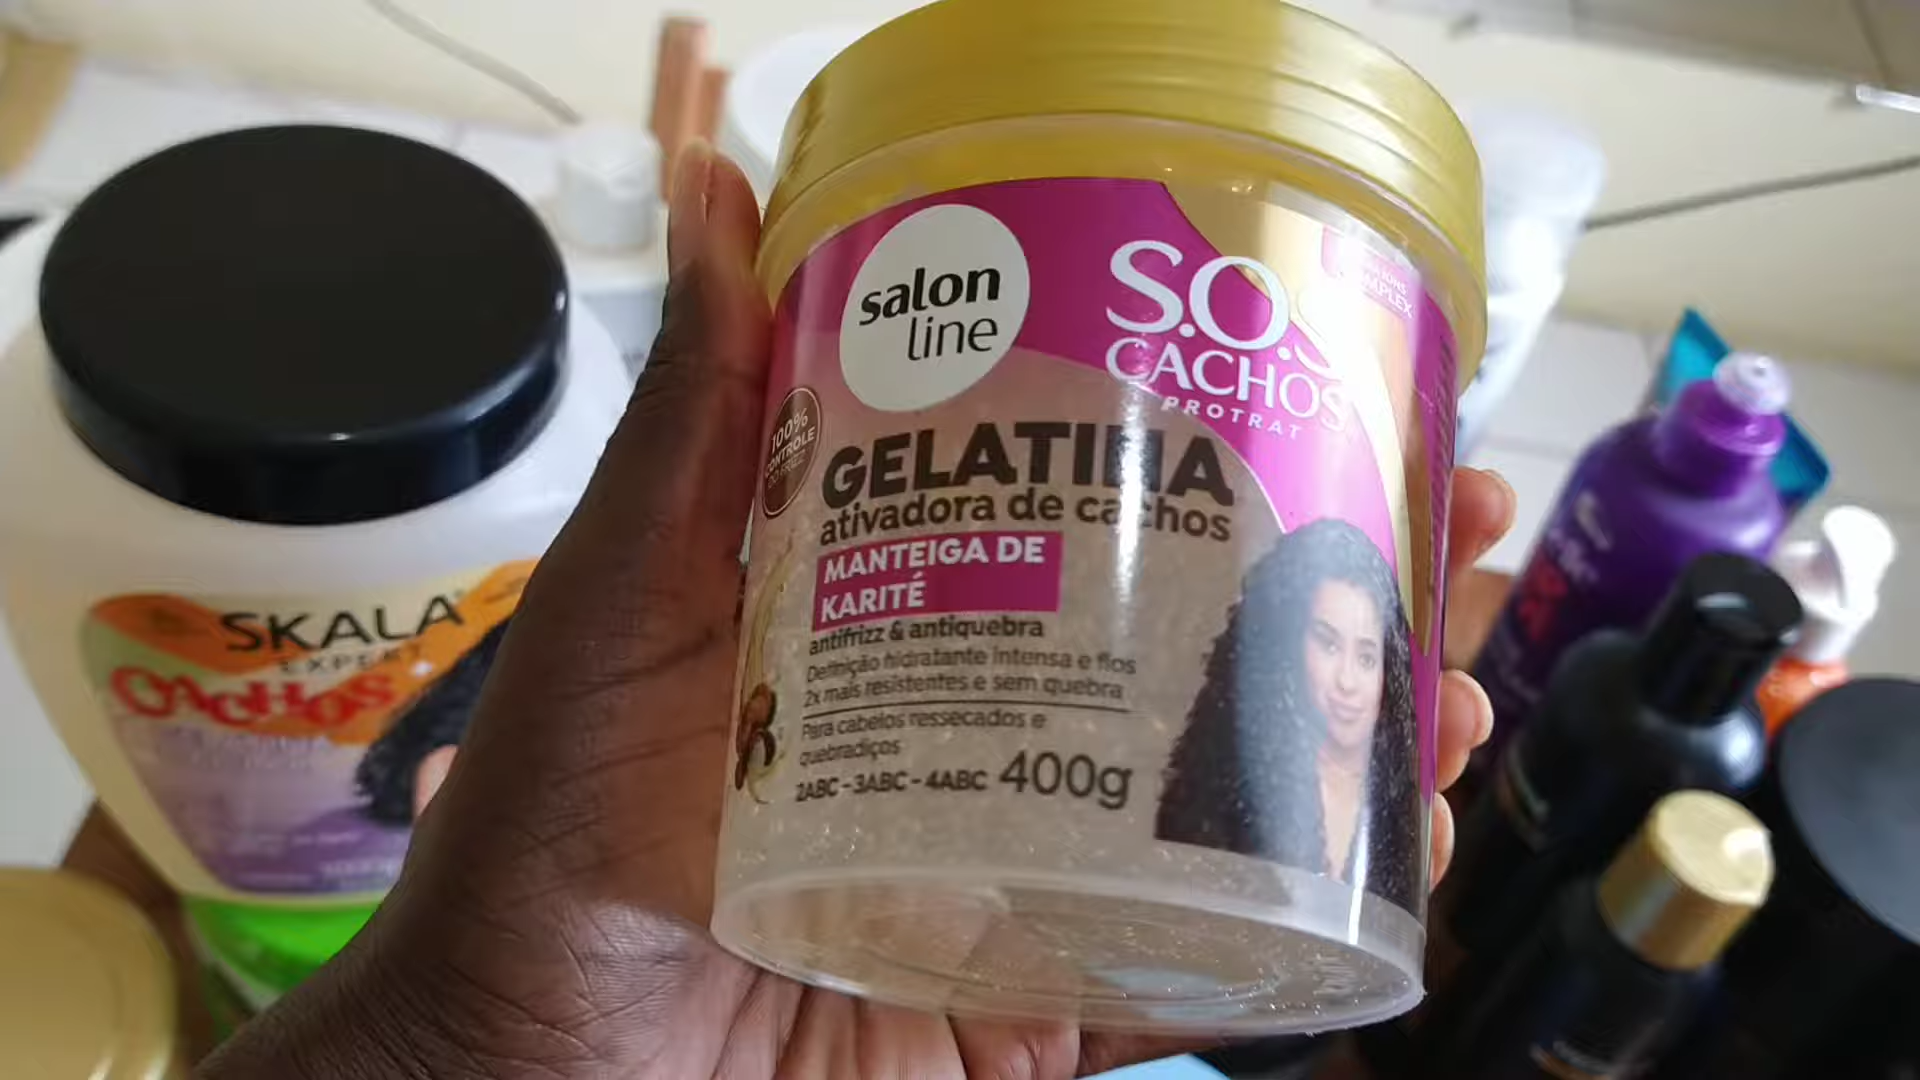 salon
line
S.O.S
CACHOS
PROTRAT
100%
CONTROLE
DO FRIZZ
GELATINA
ativadora de cachos
MANTEIGA DE
KARITÉ
antifrizz & antiquebra
Definição hidratante intensa e fios
2x mais resistentes e sem quebra
Para cabelos ressecados e
quebradiços
2ABC - 3ABC - 4ABC 400g
SKALA
EXPERT
CACHOS